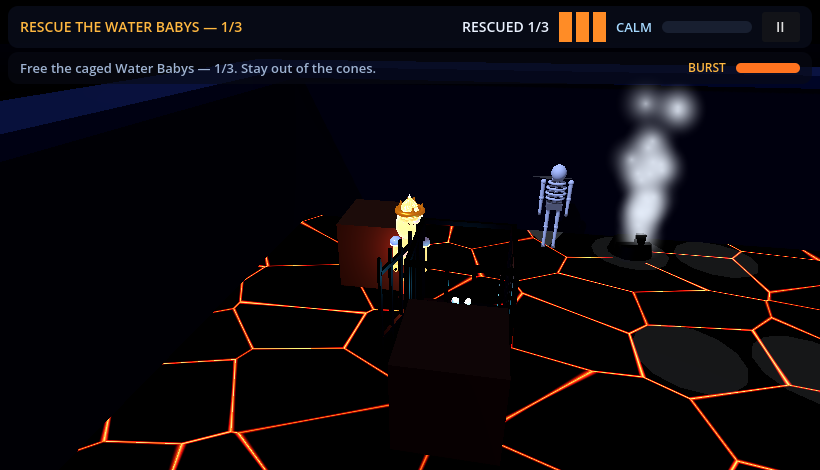 RESCUE THE WATER BABYS — 1/3
RESCUED 1/3
CALM
Free the caged Water Babys — 1/3. Stay out of the cones.
BURST